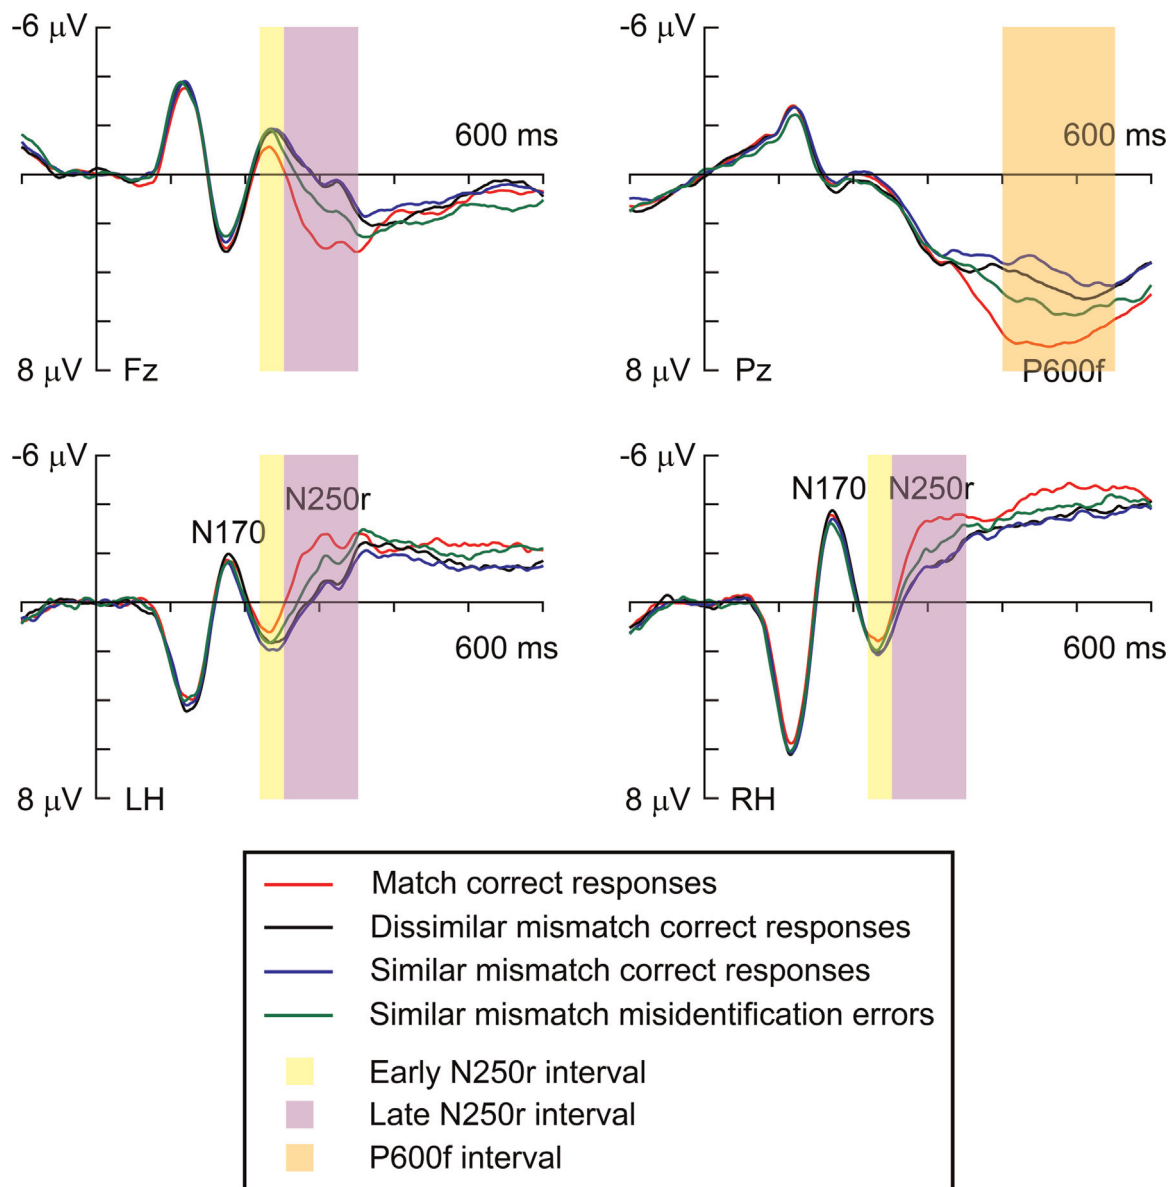 -6 μV
600 ms
8 μV
Fz
-6 μV
600 ms
8 μV
Pz
P600f
-6 μV
N170
N250r
600 ms
8 μV
LH
-6 μV
N170
N250r
600 ms
8 μV
RH
Match correct responses
Dissimilar mismatch correct responses
Similar mismatch correct responses
Similar mismatch misidentification errors
Early N250r interval
Late N250r interval
P600f interval